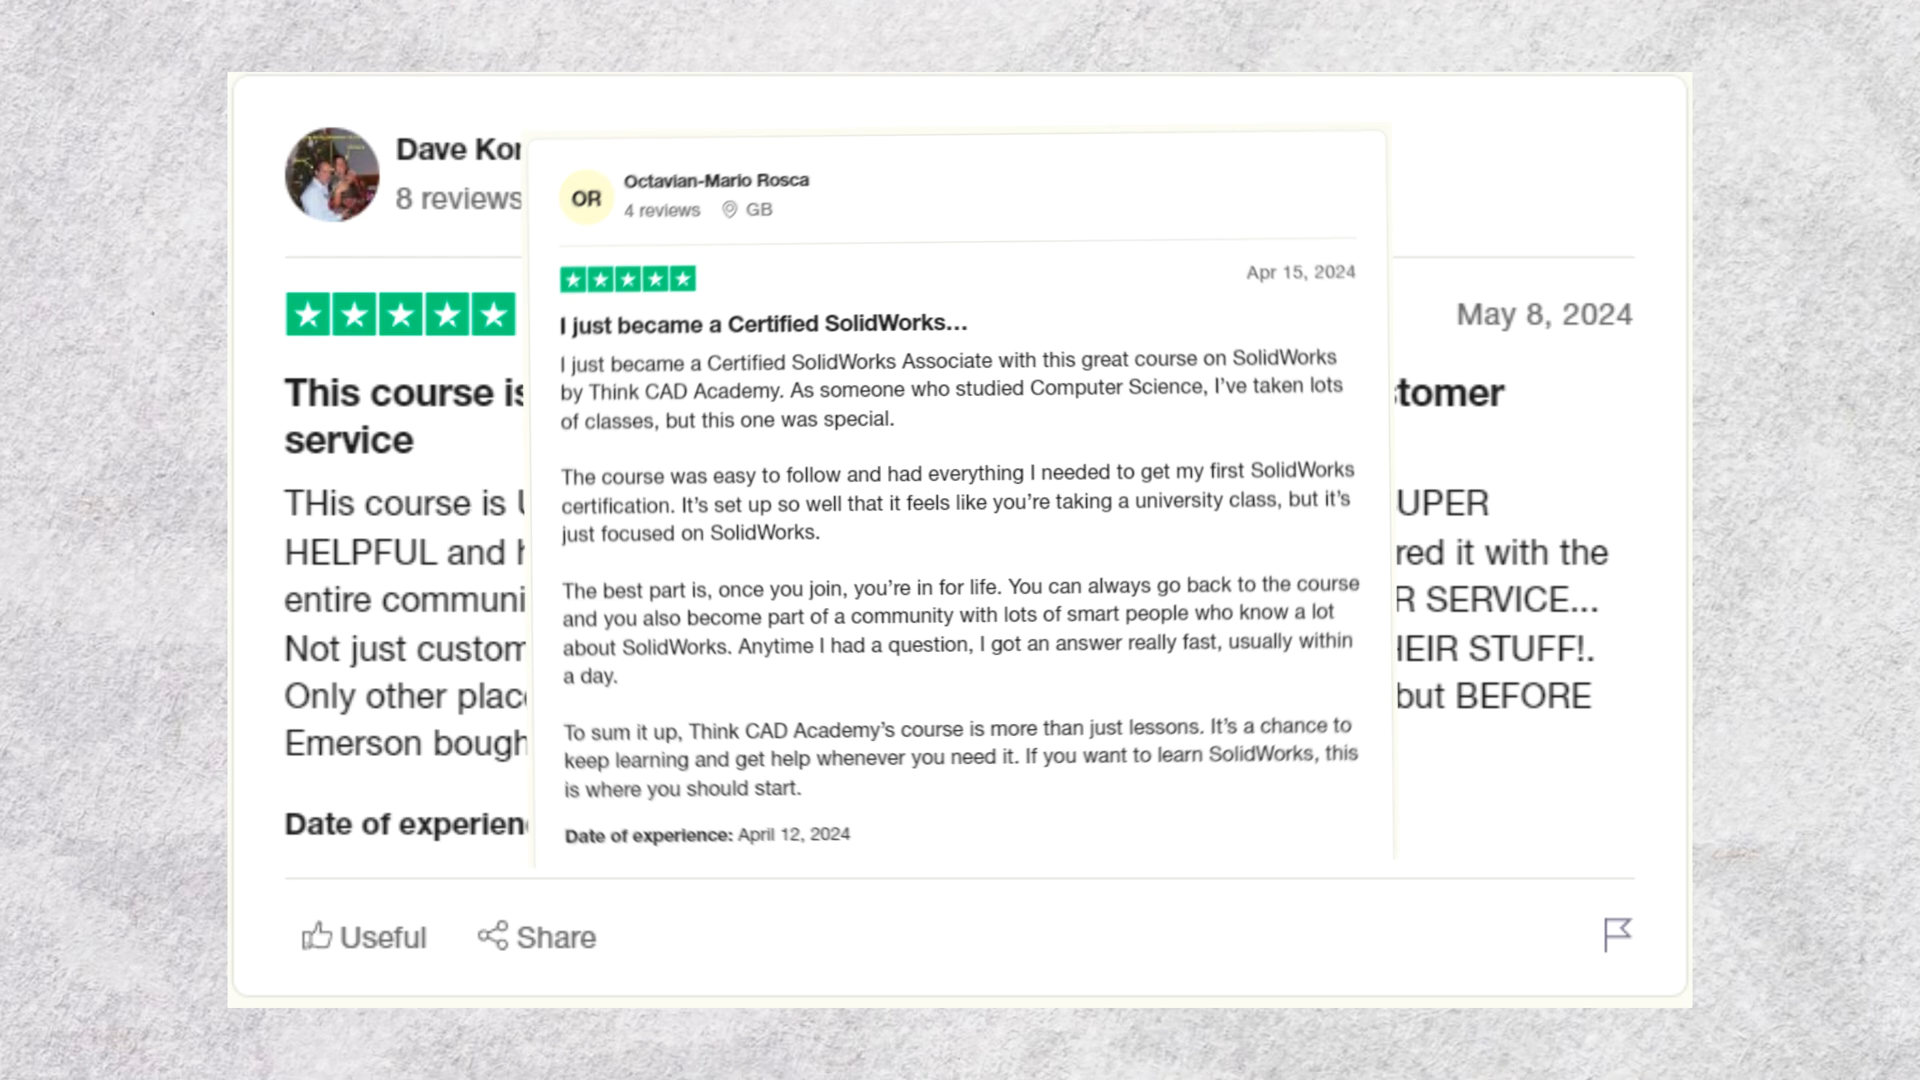 Dave
8 reviews
May 8, 2024
This course
service
THis course is
HELPFUL and
entire
Not just
Only other
Emerson
Date of
UPER
it with the
SERVICE...
STUFF!.
but BEFORE
Useful
Share
OR
Octavian-Mario Rosca
4 reviews GB
Apr 15, 2024
I just became a Certified SolidWorks...
I just became a Certified SolidWorks Associate with this great course on SolidWorks
by Think CAD Academy. As someone who studied Computer Science, I've taken lots
of classes, but this one was special.
The course was easy to follow and had everything I needed to get my first SolidWorks
certification. It's set up so well that it feels like you're taking a university class, but it's
just focused on SolidWorks.
The best part is, once you join, you're in for life. You can always go back to the course
and you also become part of a community with lots of smart people who know a lot
about SolidWorks. Anytime I had a question, I got an answer really fast, usually within
a day.
To sum it up, Think CAD Academy's course is more than just lessons. It's a chance to
keep learning and get help whenever you need it. If you want to learn SolidWorks, this
is where you should start.
Date of experience: April 12, 2024